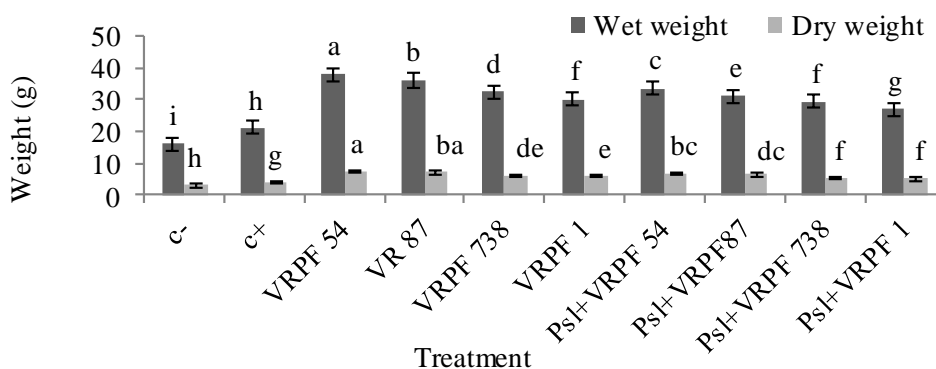 50
40
30
20
10
0
Weight (g)
Wet weight
Dry weight
i
h
h
g
a
a
b
ba
d
de
f
e
c
bc
e
dc
f
f
g
f
c-
c+
VRPF 54
VR 87
VRPF 738
VRPF 1
Psl+VRPF 54
Psl+VRPF87
Psl+VRPF 738
Psl+VRPF 1
Treatment